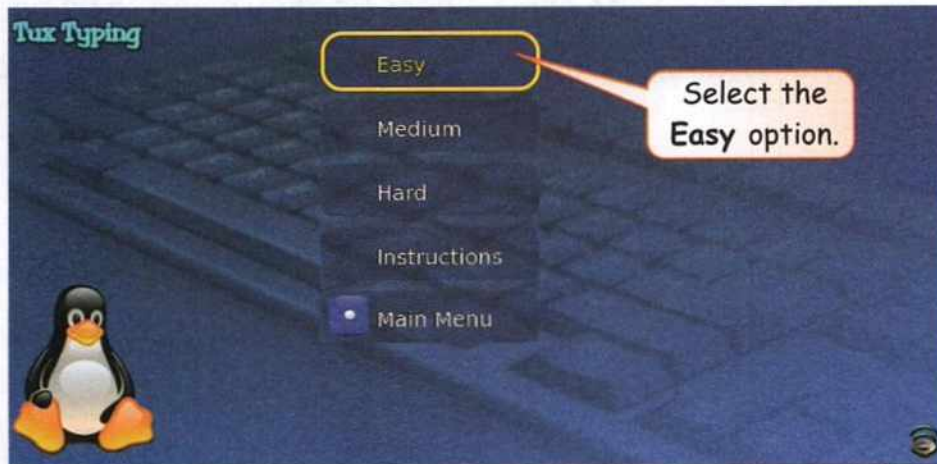 Tux Typing
Easy
Select the
Easy option.
Medium
Hard
Instructions
Main Menu